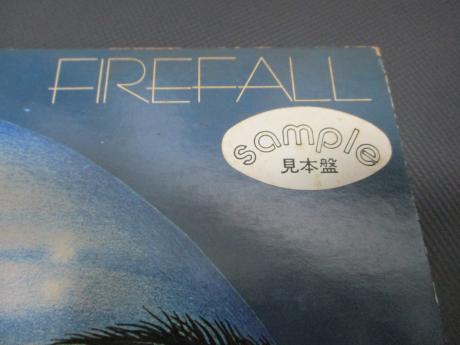 FIREFALL
sample
見本盤